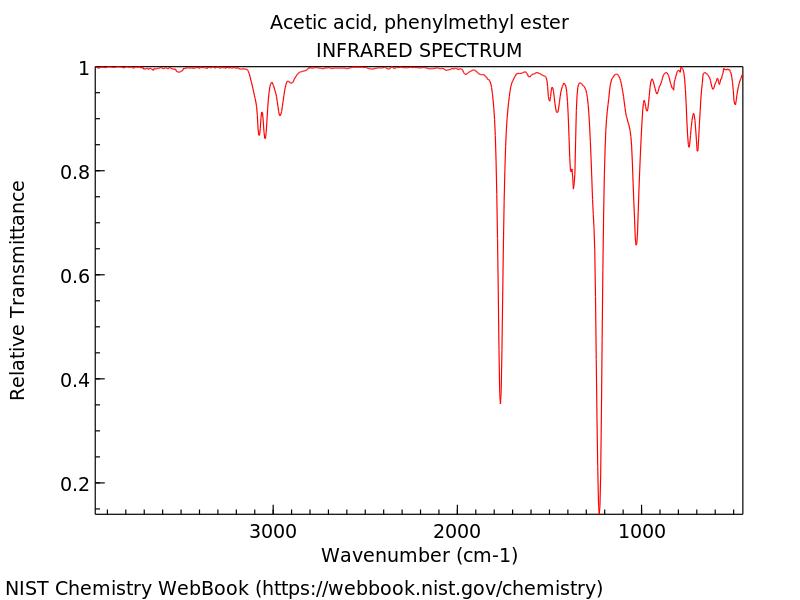 Acetic acid, phenylmethyl ester
INFRARED SPECTRUM
1
0.8
0.6
0.4
0.2
Relative Transmittance
3000 2000 1000
Wavenumber (cm-1)
NIST Chemistry WebBook (https://webbook.nist.gov/chemistry)